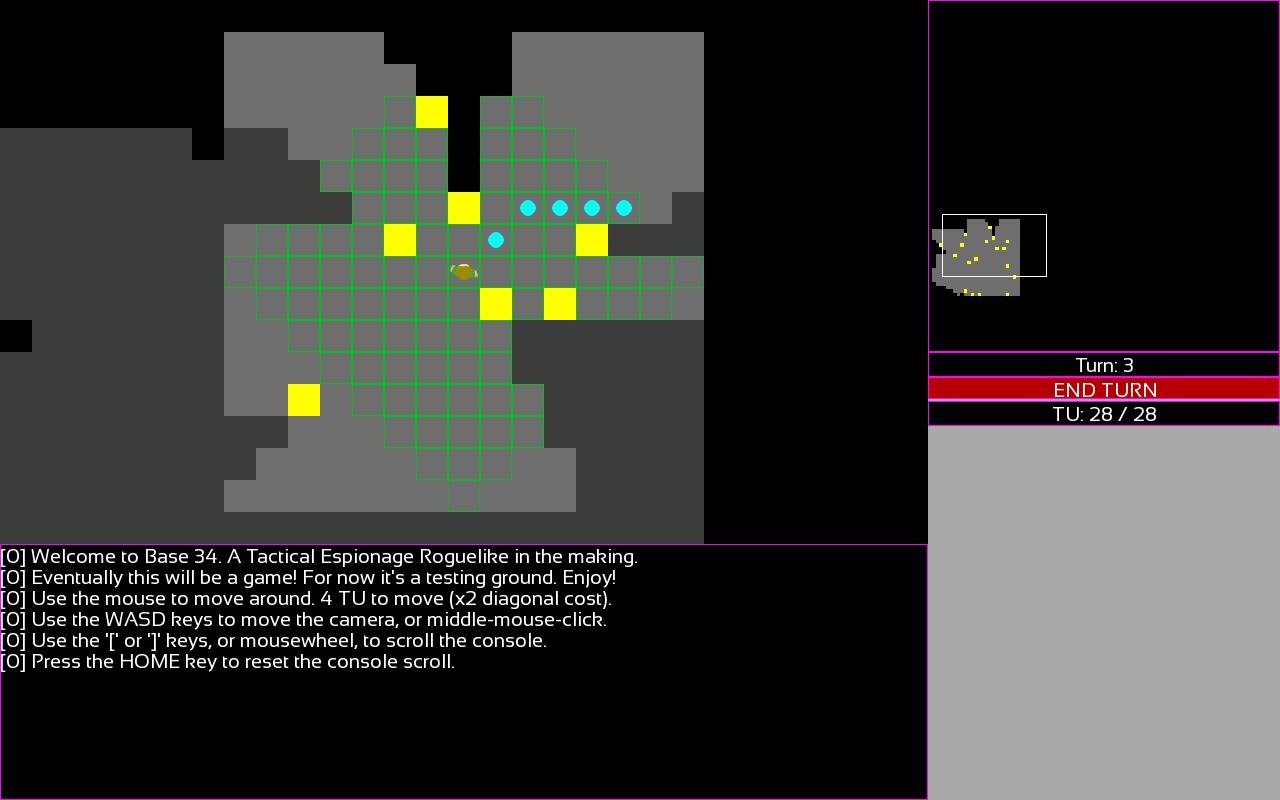 Turn: 3
END TURN
TU: 28 / 28
[0] Welcome to Base 34. A Tactical Espionage Roguelike in the making.
[0] Eventually this will be a game! For now it's a testing ground. Enjoy!
[0] Use the mouse to move around. 4 TU to move (x2 diagonal cost).
[0] Use the WASD keys to move the camera, or middle-mouse-click.
[0] Use the '[' or ']' keys, or mousewheel, to scroll the console.
[0] Press the HOME key to reset the console scroll.